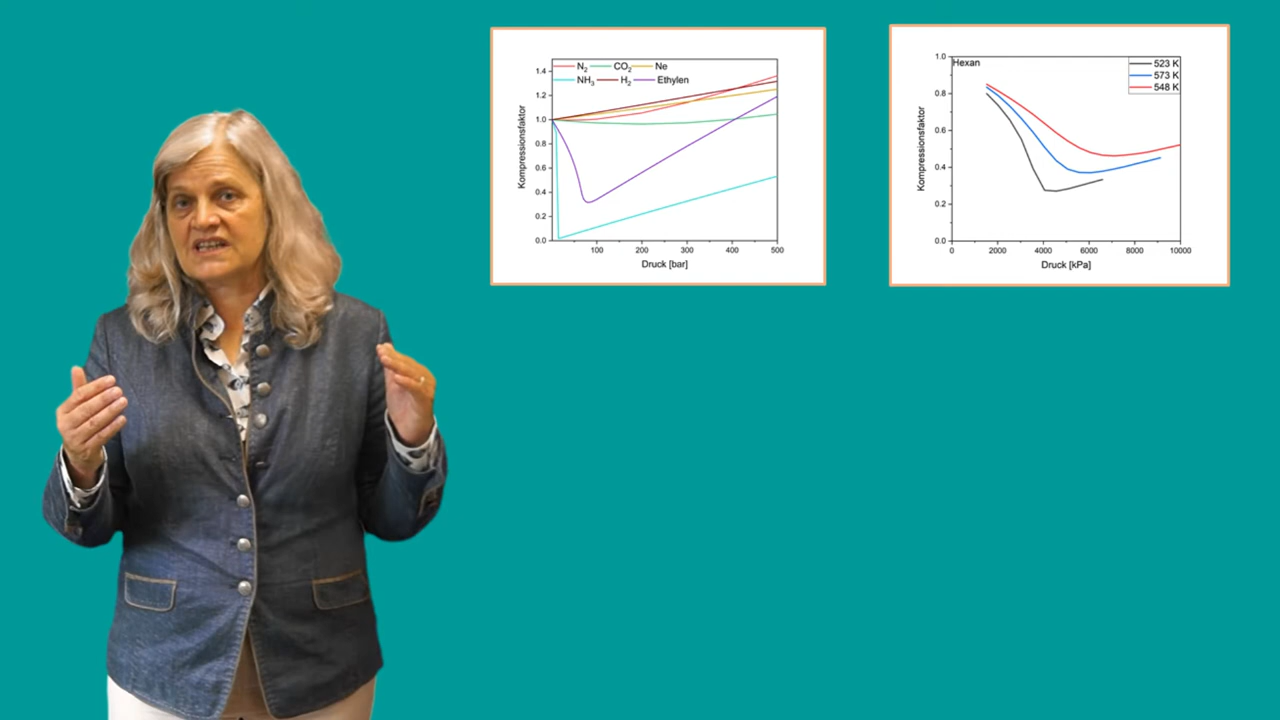 N₂ CO₂ Ne
NH₃ H₂ Ethylen
1.4
1.2
1.0
0.8
0.6
0.4
0.2
0.0
Kompressionsfaktor
100 200 300 400 500
Druck [bar]
Hexan
523 K
573 K
548 K
1.0
0.8
0.6
0.4
0.2
0.0
Kompressionsfaktor
0 2000 4000 6000 8000 10000
Druck [kPa]